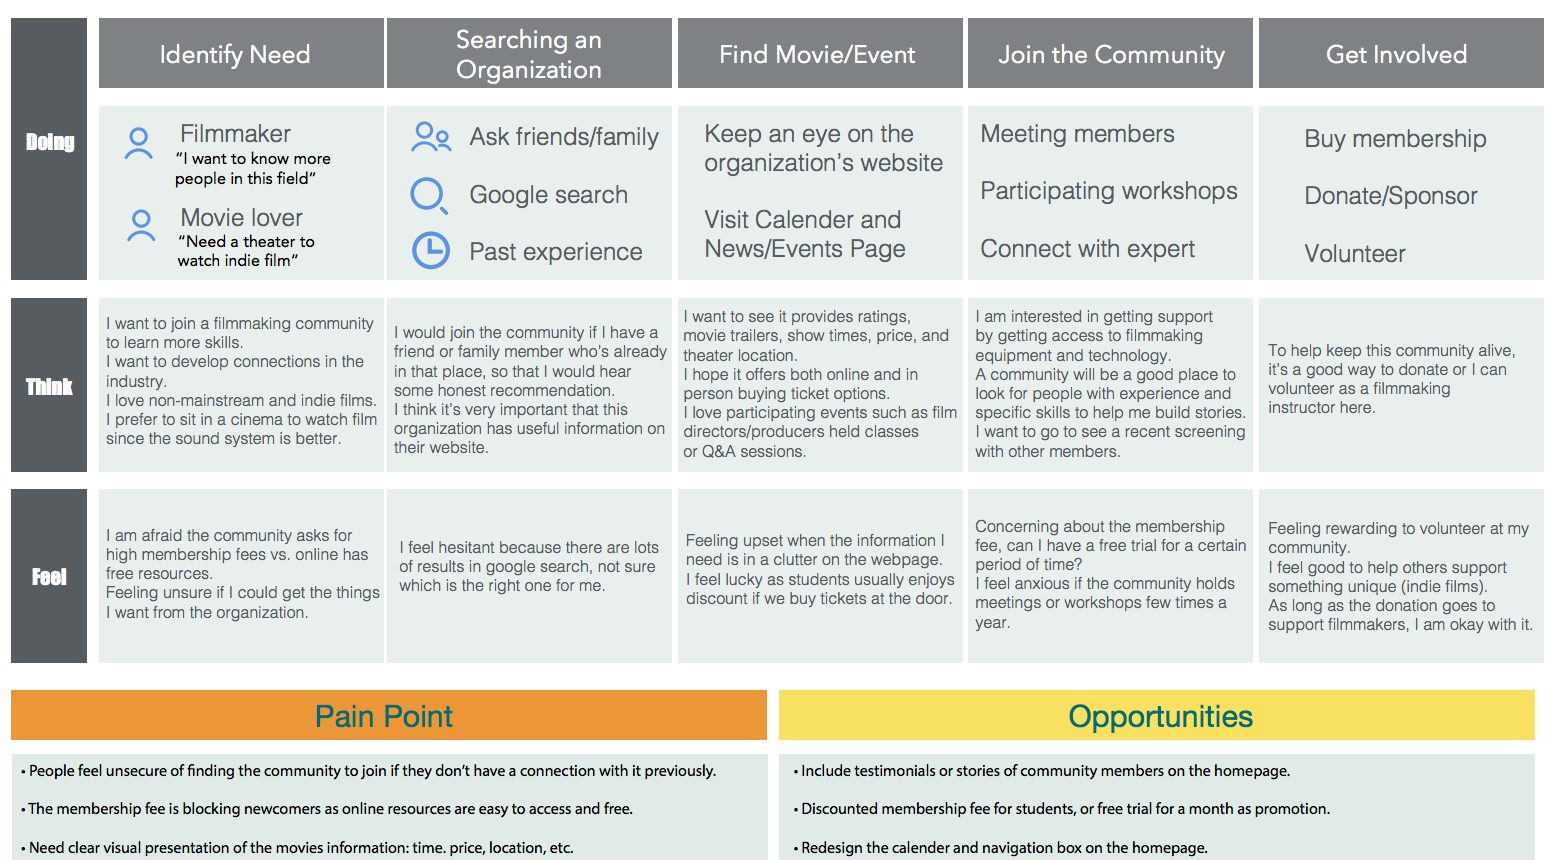 Identify Need
Searching an
Organization
Find Movie/Event
Join the Community
Get Involved
Doing
Filmmaker
“I want to know more
people in this field”
Movie lover
“Need a theater to
watch indie film”
Ask friends/family
Google search
Past experience
Keep an eye on the
organization’s website
Visit Calender and
News/Events Page
Meeting members
Participating workshops
Connect with expert
Buy membership
Donate/Sponsor
Volunteer
Think
I want to join a filmmaking community
to learn more skills.
I want to develop connections in the
industry.
I love non-mainstream and indie films.
I prefer to sit in a cinema to watch film
since the sound system is better.
I would join the community if I have a
friend or family member who’s already
in that place, so that I would hear
some honest recommendation.
I think it’s very important that this
organization has useful information on
their website.
I want to see it provides ratings,
movie trailers, show times, price, and
theater location.
I hope it offers both online and in
person buying ticket options.
I love participating events such as film
directors/producers held classes
or Q&A sessions.
I am interested in getting support
by getting access to filmmaking
equipment and technology.
A community will be a good place to
look for people with experience and
specific skills to help me build stories.
I want to go to see a recent screening
with other members.
To help keep this community alive,
it’s a good way to donate or I can
volunteer as a filmmaking
instructor here.
Feel
I am afraid the community asks for
high membership fees vs. online has
free resources.
Feeling unsure if I could get the things
I want from the organization.
I feel hesitant because there are lots
of results in google search, not sure
which is the right one for me.
Feeling upset when the information I
need is in a clutter on the webpage.
I feel lucky as students usually enjoys
discount if we buy tickets at the door.
Concerning about the membership
fee, can I have a free trial for a certain
period of time?
I feel anxious if the community holds
meetings or workshops few times a
year.
Feeling rewarding to volunteer at my
community.
I feel good to help others support
something unique (indie films).
As long as the donation goes to
support filmmakers, I am okay with it.
Pain Point
• People feel unsecure of finding the community to join if they don’t have a connection with it previously.
• The membership fee is blocking newcomers as online resources are easy to access and free.
• Need clear visual presentation of the movies information: time. price, location, etc.
Opportunities
• Include testimonials or stories of community members on the homepage.
• Discounted membership fee for students, or free trial for a month as promotion.
• Redesign the calender and navigation box on the homepage.